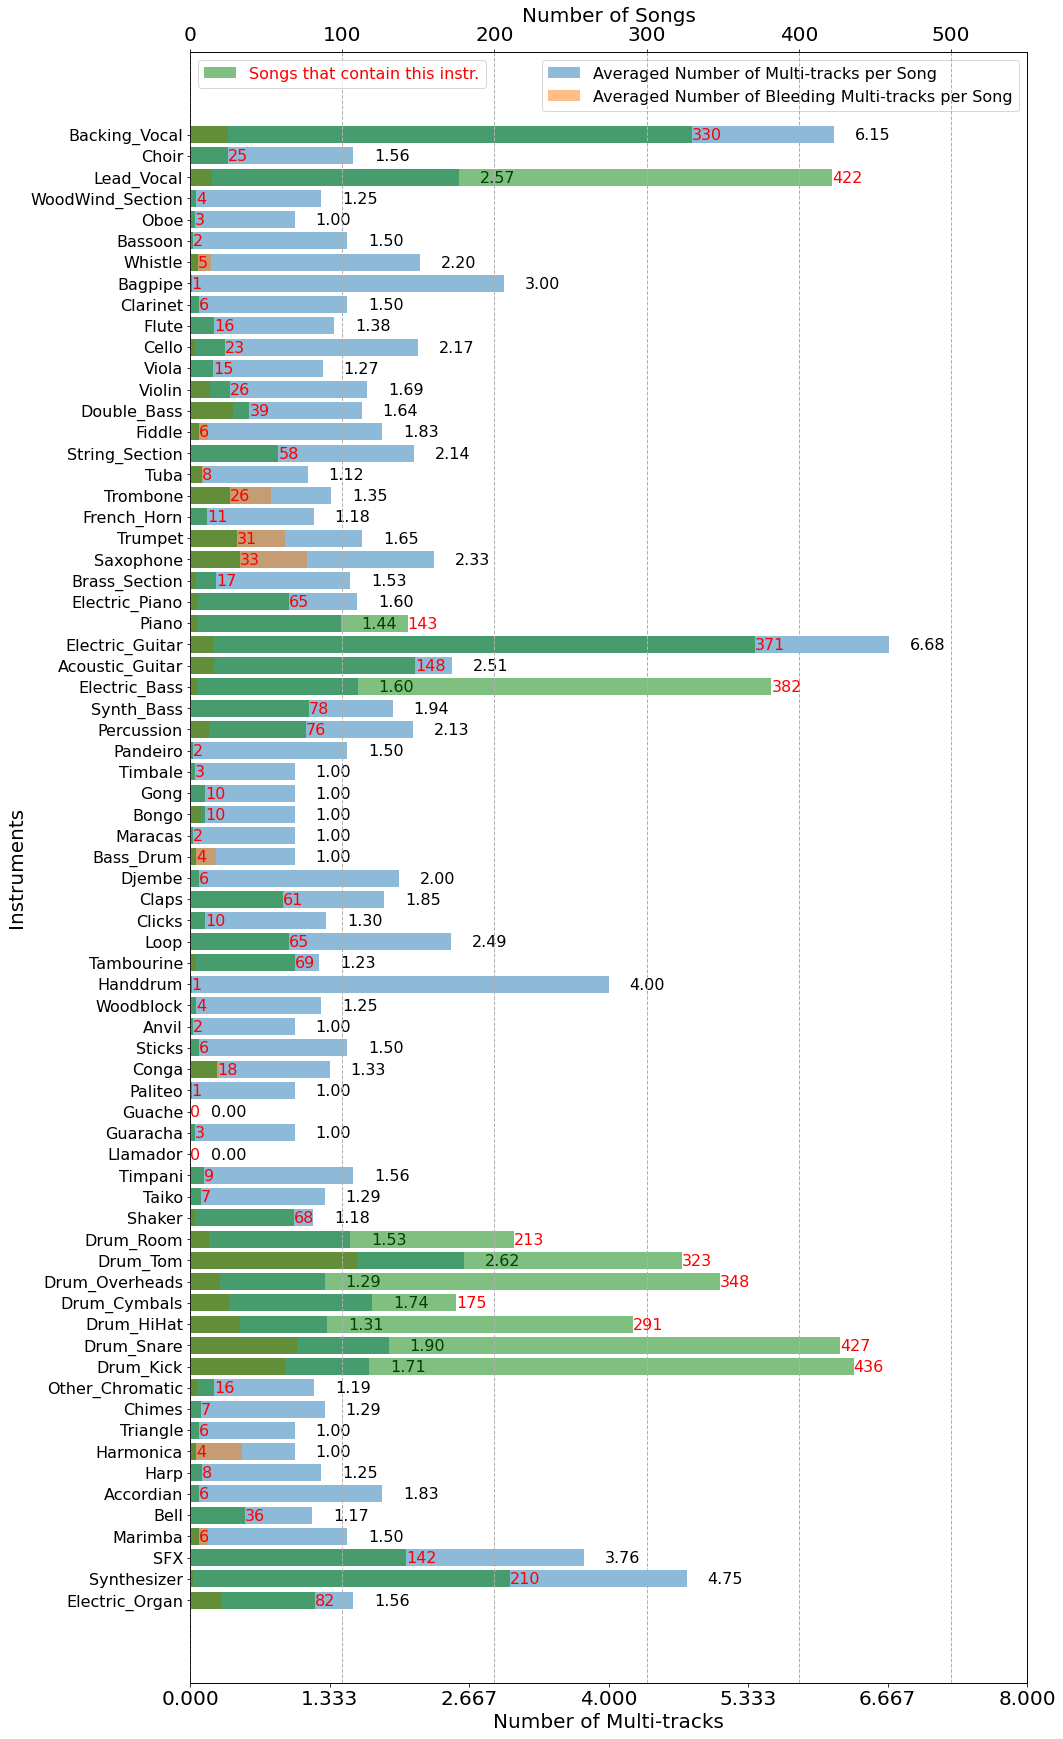 Number of Songs
0 100 200 300 400 500
Songs that contain this instr.
Averaged Number of Multi-tracks per Song
Averaged Number of Bleeding Multi-tracks per Song
Backing_Vocal 330 6.15
Choir 25 1.56
Lead_Vocal 2.57 422
WoodWind_Section 4 1.25
Oboe 3 1.00
Bassoon 2 1.50
Whistle 5 2.20
Bagpipe 1 3.00
Clarinet 6 1.50
Flute 16 1.38
Cello 23 2.17
Viola 15 1.27
Violin 26 1.69
Double_Bass 39 1.64
Fiddle 6 1.83
String_Section 58 2.14
Tuba 8 1.12
Trombone 26 1.35
French_Horn 11 1.18
Trumpet 31 1.65
Saxophone 33 2.33
Brass_Section 17 1.53
Electric_Piano 65 1.60
Piano 1.44 143
Electric_Guitar 371 6.68
Acoustic_Guitar 148 2.51
Electric_Bass 1.60 382
Synth_Bass 78 1.94
Percussion 76 2.13
Pandeiro 2 1.50
Timbale 3 1.00
Gong 10 1.00
Bongo 10 1.00
Maracas 2 1.00
Bass_Drum 4 1.00
Djembe 6 2.00
Claps 61 1.85
Clicks 10 1.30
Loop 65 2.49
Tambourine 69 1.23
Handdrum 1 4.00
Woodblock 4 1.25
Anvil 2 1.00
Sticks 6 1.50
Conga 18 1.33
Paliteo 1 1.00
Guache 0 0.00
Guaracha 3 1.00
Llamador 0 0.00
Timpani 9 1.56
Taiko 7 1.29
Shaker 68 1.18
Drum_Room 1.53 213
Drum_Tom 2.62 323
Drum_Overheads 1.29 348
Drum_Cymbals 1.74 175
Drum_HiHat 1.31 291
Drum_Snare 1.90 427
Drum_Kick 1.71 436
Other_Chromatic 16 1.19
Chimes 7 1.29
Triangle 6 1.00
Harmonica 4 1.00
Harp 8 1.25
Accordian 6 1.83
Bell 36 1.17
Marimba 6 1.50
SFX 142 3.76
Synthesizer 210 4.75
Electric_Organ 82 1.56
Instruments
0.000 1.333 2.667 4.000 5.333 6.667 8.000
Number of Multi-tracks